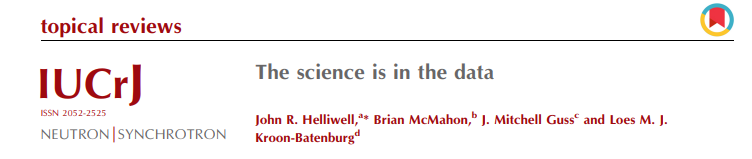 topical reviews
IUCrJ
ISSN 2052-2525
NEUTRON|SYNCHROTRON
The science is in the data
John R. Helliwell,a* Brian McMahon,b J. Mitchell Gussc and Loes M. J.
Kroon-Batenburgd